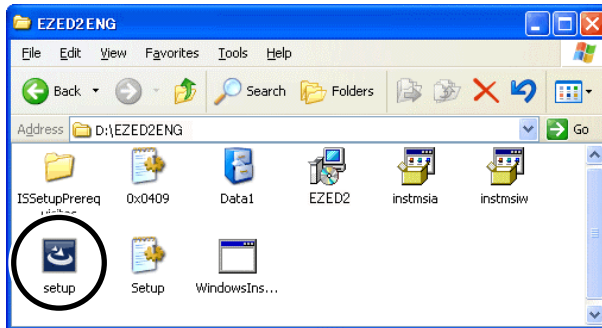 EZED2ENG
File Edit View Favorites Tools Help
Back Search Folders
Address D:\EZED2ENG Go
ISSetupPrereq 0x0409 Data1 EZED2 instmsia instmsiw
setup Setup WindowsIns...